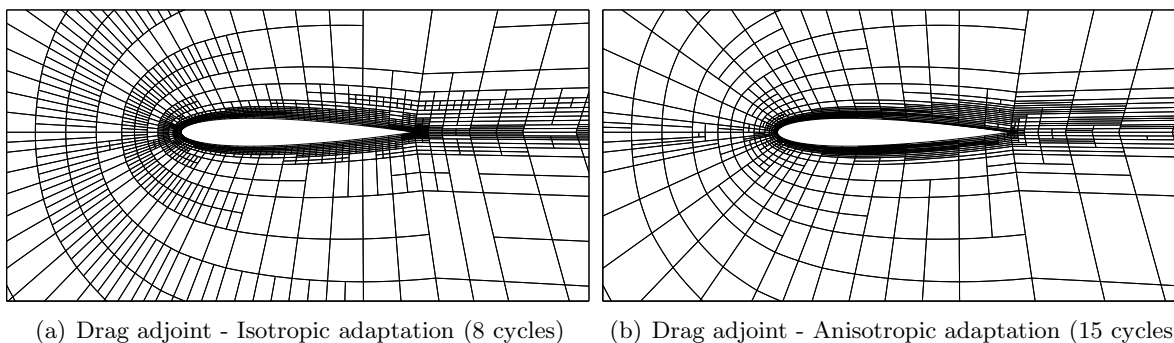 (a) Drag adjoint - Isotropic adaptation (8 cycles)
(b) Drag adjoint - Anisotropic adaptation (15 cycles